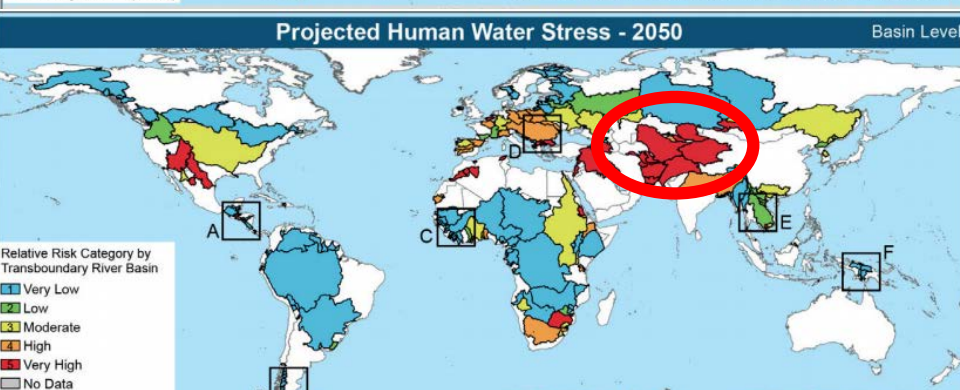 Projected Human Water Stress - 2050
Basin Level
D
A
C
E
F
Relative Risk Category by
Transboundary River Basin
1 Very Low
2 Low
3 Moderate
4 High
5 Very High
No Data